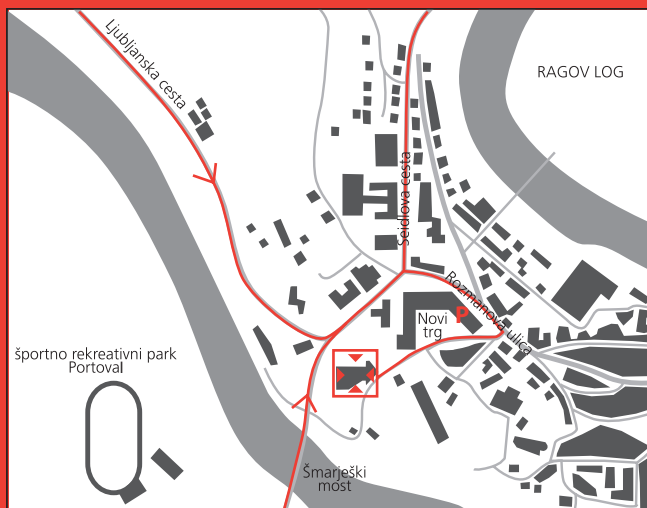 Ljubljanska cesta
RAGOV LOG
Seidlova cesta
Rozmanova ulica
P
Novi
trg
športno rekreativni park
Portoval
Šmarješki
most